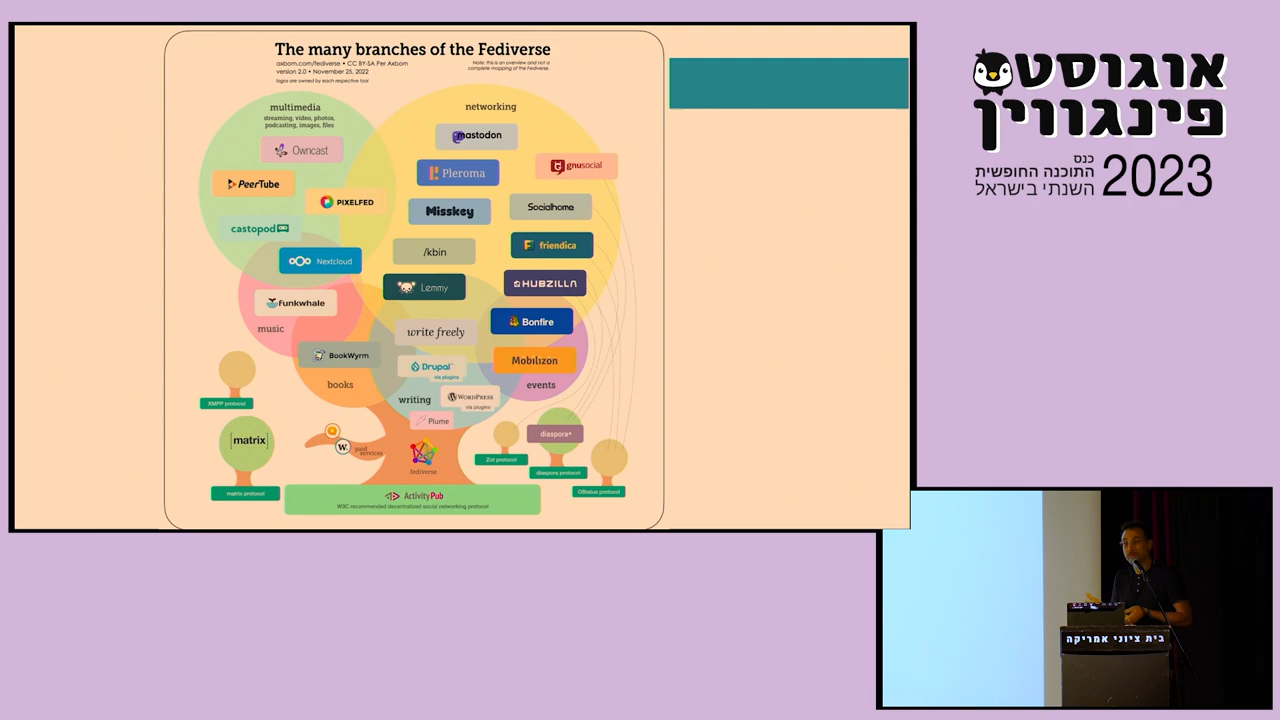 The many branches of the Fediverse
axbom.com/fediverse • CC BY-SA Per Axbom
version 2.0 • November 25, 2022
logos are owned by each respective tool
Note: this is an overview and not a
complete mapping of the Fediverse.
multimedia
streaming, video, photos,
podcasting, images, files
networking
Owncast
mastodon
PeerTube
Pleroma
gnusocial
PIXELFED
Misskey
Socialhome
castopod
/kbin
friendica
Nextcloud
Lemmy
HUBZILLA
Funkwhale
music
write freely
Bonfire
BookWyrm
Drupal
via plugins
Mobilizon
books
writing
WORDPRESS
via plugins
events
XMPP protocol
Plume
[matrix]
W.
paid
services
fediverse
diaspora*
Zot protocol
diaspora protocol
matrix protocol
OStatus protocol
ActivityPub
W3C recommended decentralized social networking protocol
אוגוסט
פינגווין
כנס
התוכנה החופשית
השנתי בישראל
2023
בית ציוני אמריקה